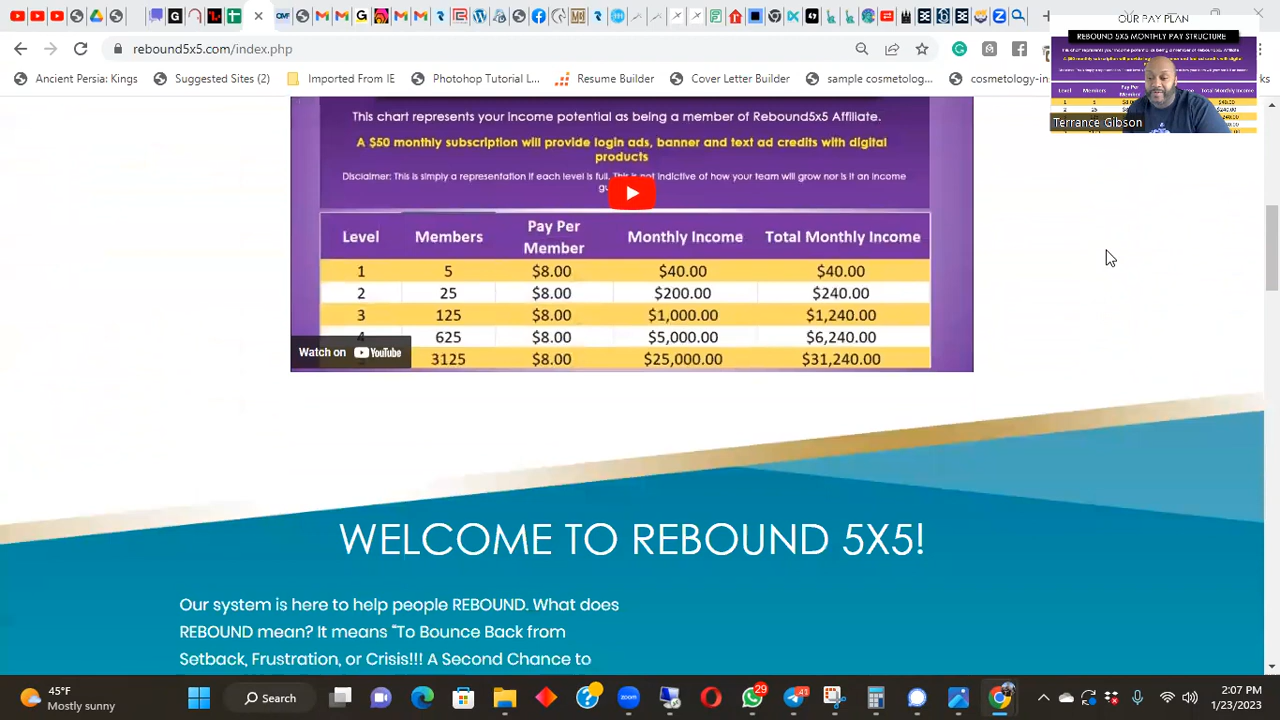 rebound5x5.com/index.php
Ancient Persia: Kings
Suggested Sites (2)
Imported From IE
Photoshop Tutorial L...
Resume Builder
Cover Letter Builder
sample cosmetolog...
cosmetology-in
OUR PAY PLAN
REBOUND 5X5 MONTHLY PAY STRUCTURE
Terrance Gibson
This chart represents your income potential as being a member of Rebound5x5 Affiliate.
A $50 monthly subscription will provide login ads, banner and text ad credits with digital
products
Disclaimer: This is simply a representation if each level is full. This is not indicative of how your team will grow nor is it an income
Level Members Pay Per Member Monthly Income Total Monthly Income
1 5 $8.00 $40.00 $40.00
2 25 $8.00 $200.00 $240.00
3 125 $8.00 $1,000.00 $1,240.00
4 625 $8.00 $5,000.00 $6,240.00
3125 $8.00 $25,000.00 $31,240.00
Watch on YouTube
WELCOME TO REBOUND 5X5!
Our system is here to help people REBOUND. What does
REBOUND mean? It means "To Bounce Back from
Setback, Frustration, or Crisis!!! A Second Chance to
45°F
Mostly sunny
Search
29
41
2:07 PM
1/23/2023